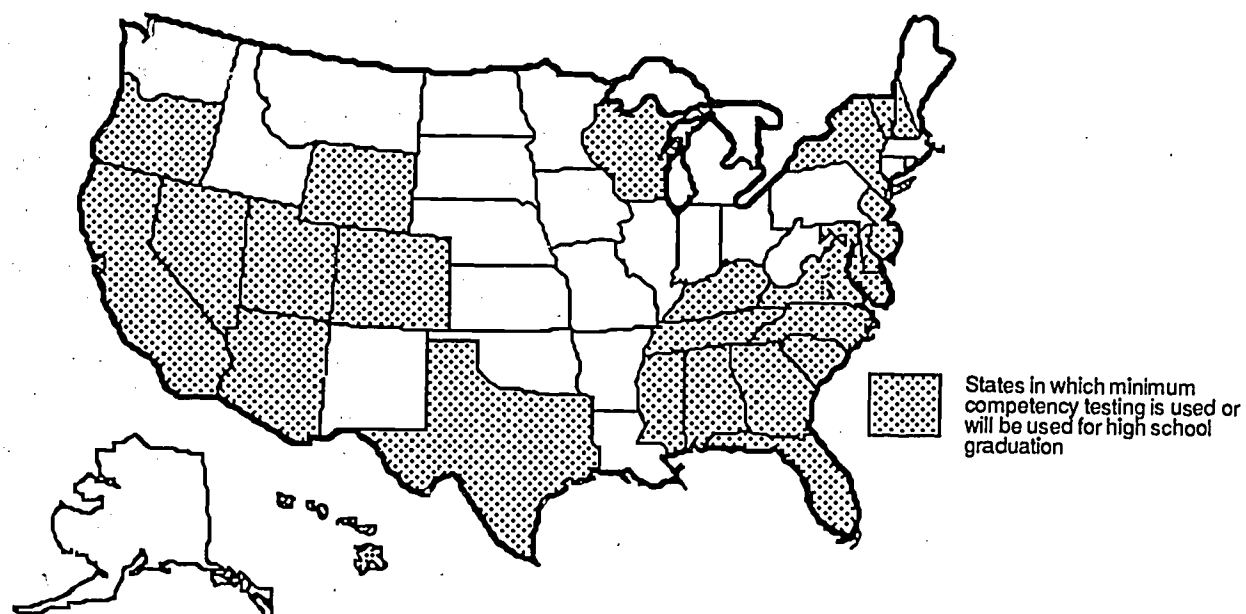 States in which minimum
competency testing is used or
will be used for high school
graduation